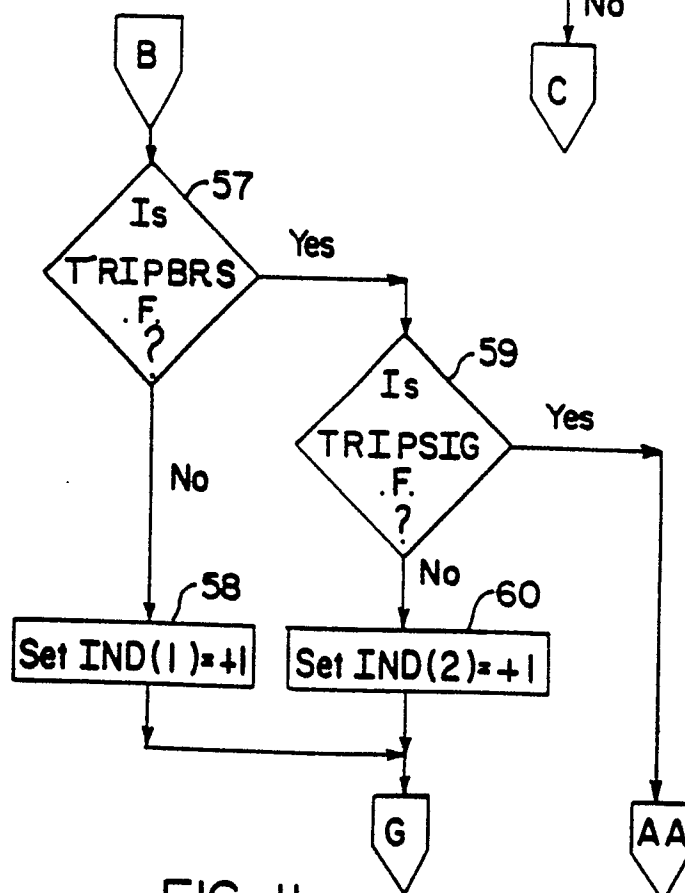 No
B
C
57
Is
TRIPBRS
.F.
?
Yes
59
Is
TRIPSIG
.F.
?
Yes
No
No
58
60
Set IND(1)=+1
Set IND(2)=+1
G
AA